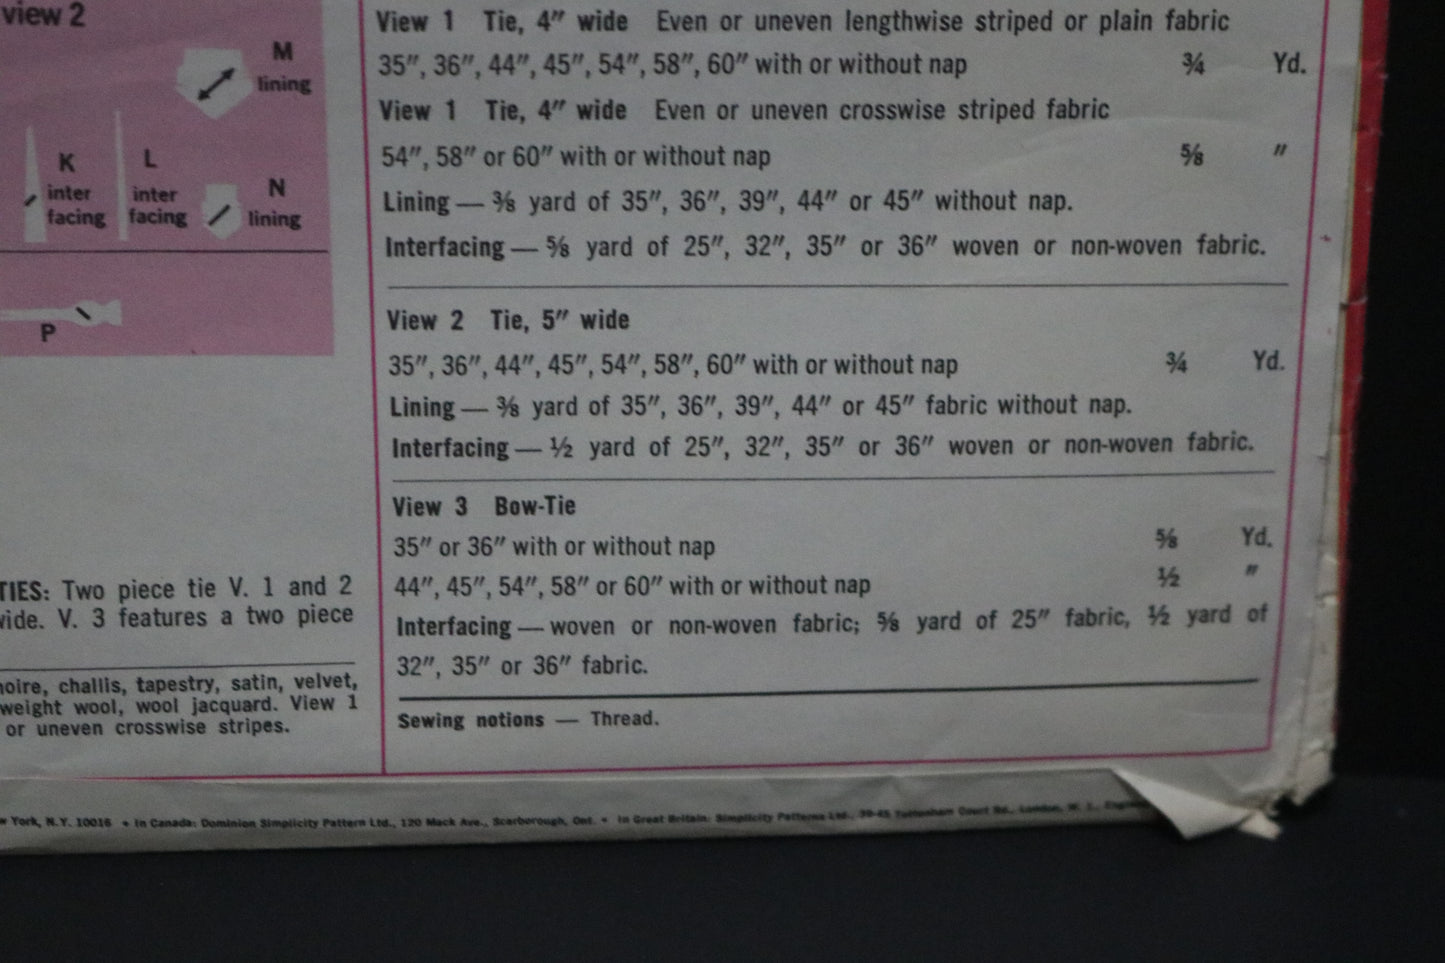 view 2
M
lining
K
inter
facing
L
inter
facing
N
lining
P
TIES: Two piece tie V. 1 and 2
wide. V. 3 features a two piece
moire, challis, tapestry, satin, velvet,
weight wool, wool jacquard. View 1
or uneven crosswise stripes.
View 1 Tie, 4″ wide Even or uneven lengthwise striped or plain fabric
35″, 36″, 44″, 45″, 54″, 58″, 60″ with or without nap ¾ Yd.
View 1 Tie, 4″ wide Even or uneven crosswise striped fabric
54″, 58″ or 60″ with or without nap ⅝ ″
Lining — ⅜ yard of 35″, 36″, 39″, 44″ or 45″ without nap.
Interfacing — ⅝ yard of 25″, 32″, 35″ or 36″ woven or non-woven fabric.
View 2 Tie, 5″ wide
35″, 36″, 44″, 45″, 54″, 58″, 60″ with or without nap ¾ Yd.
Lining — ⅜ yard of 35″, 36″, 39″, 44″ or 45″ fabric without nap.
Interfacing — ½ yard of 25″, 32″, 35″ or 36″ woven or non-woven fabric.
View 3 Bow-Tie
35″ or 36″ with or without nap ⅝ Yd.
44″, 45″, 54″, 58″ or 60″ with or without nap ½ ″
Interfacing — woven or non-woven fabric; ⅝ yard of 25″ fabric, ½ yard of
32″, 35″ or 36″ fabric.
Sewing notions — Thread.
York, N.Y. 10016 • In Canada: Dominion Simplicity Pattern Ltd., 120 Mack Ave., Scarborough, Ont. • In Great Britain: Simplicity Patterns Ltd., 39-45 Tottenham Court Rd., London, W. 1.,